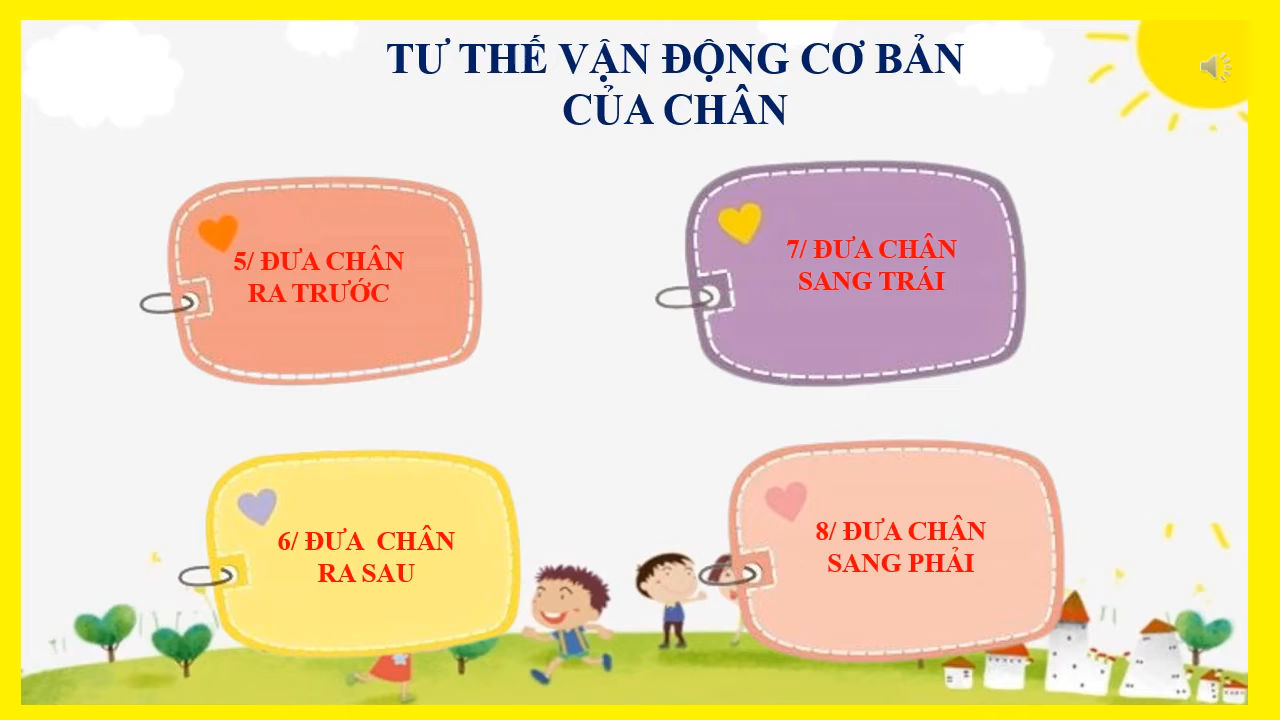 TƯ THẾ VẬN ĐỘNG CƠ BẢN
CỦA CHÂN
5/ ĐƯA CHÂN
RA TRƯỚC
7/ ĐƯA CHÂN
SANG TRÁI
6/ ĐƯA CHÂN
RA SAU
8/ ĐƯA CHÂN
SANG PHẢI